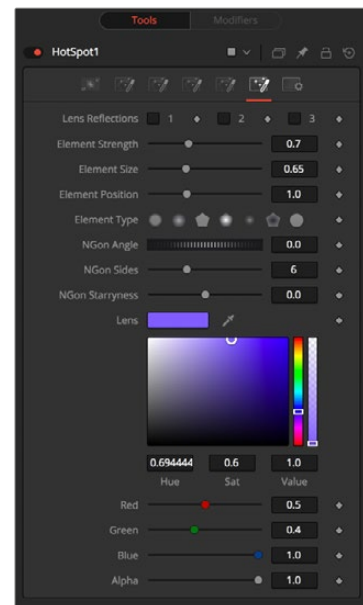 Tools Modifiers
HotSpot1
Lens Reflections 1 2 3
Element Strength 0.7
Element Size 0.65
Element Position 1.0
Element Type
NGon Angle 0.0
NGon Sides 6
NGon Starryness 0.0
Lens
0.694444 0.6 1.0
Hue Sat Value
Red 0.5
Green 0.4
Blue 1.0
Alpha 1.0